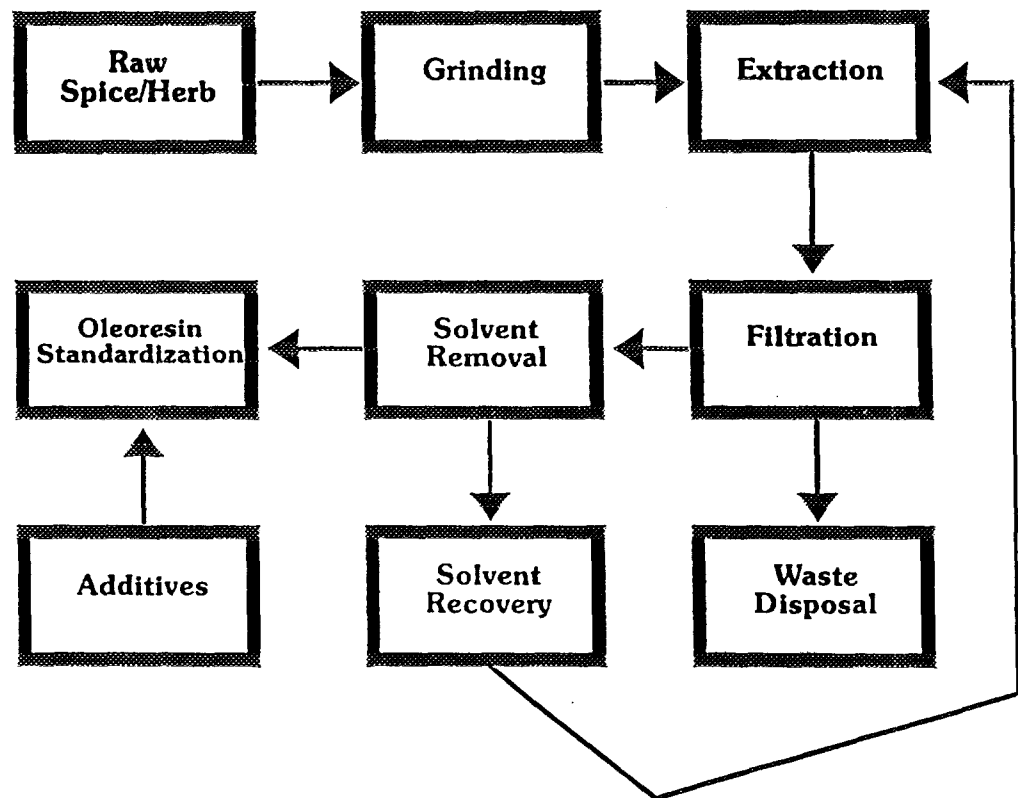 Raw
Spice/Herb
Grinding
Extraction
Oleoresin
Standardization
Solvent
Removal
Filtration
Additives
Solvent
Recovery
Waste
Disposal